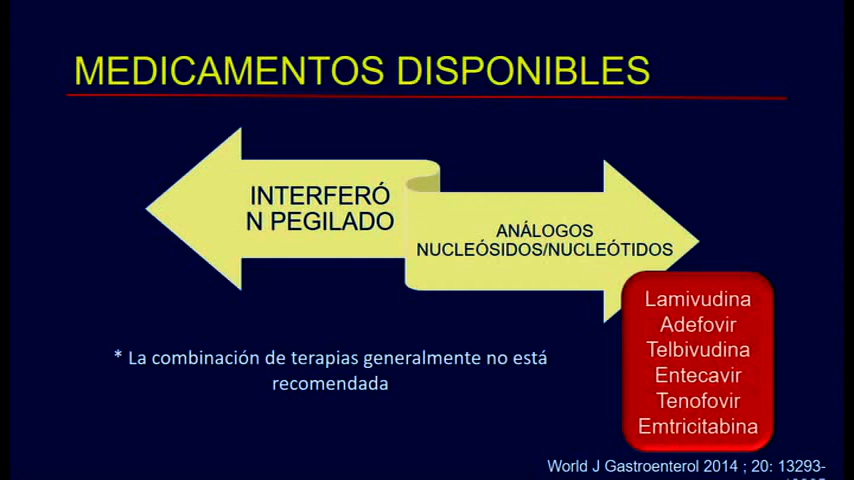 MEDICAMENTOS DISPONIBLES
INTERFERÓ
N PEGILADO
ANÁLOGOS
NUCLEÓSIDOS/NUCLEÓTIDOS
Lamivudina
Adefovir
Telbivudina
Entecavir
Tenofovir
Emtricitabina
* La combinación de terapias generalmente no está
recomendada
World J Gastroenterol 2014 ; 20: 13293-